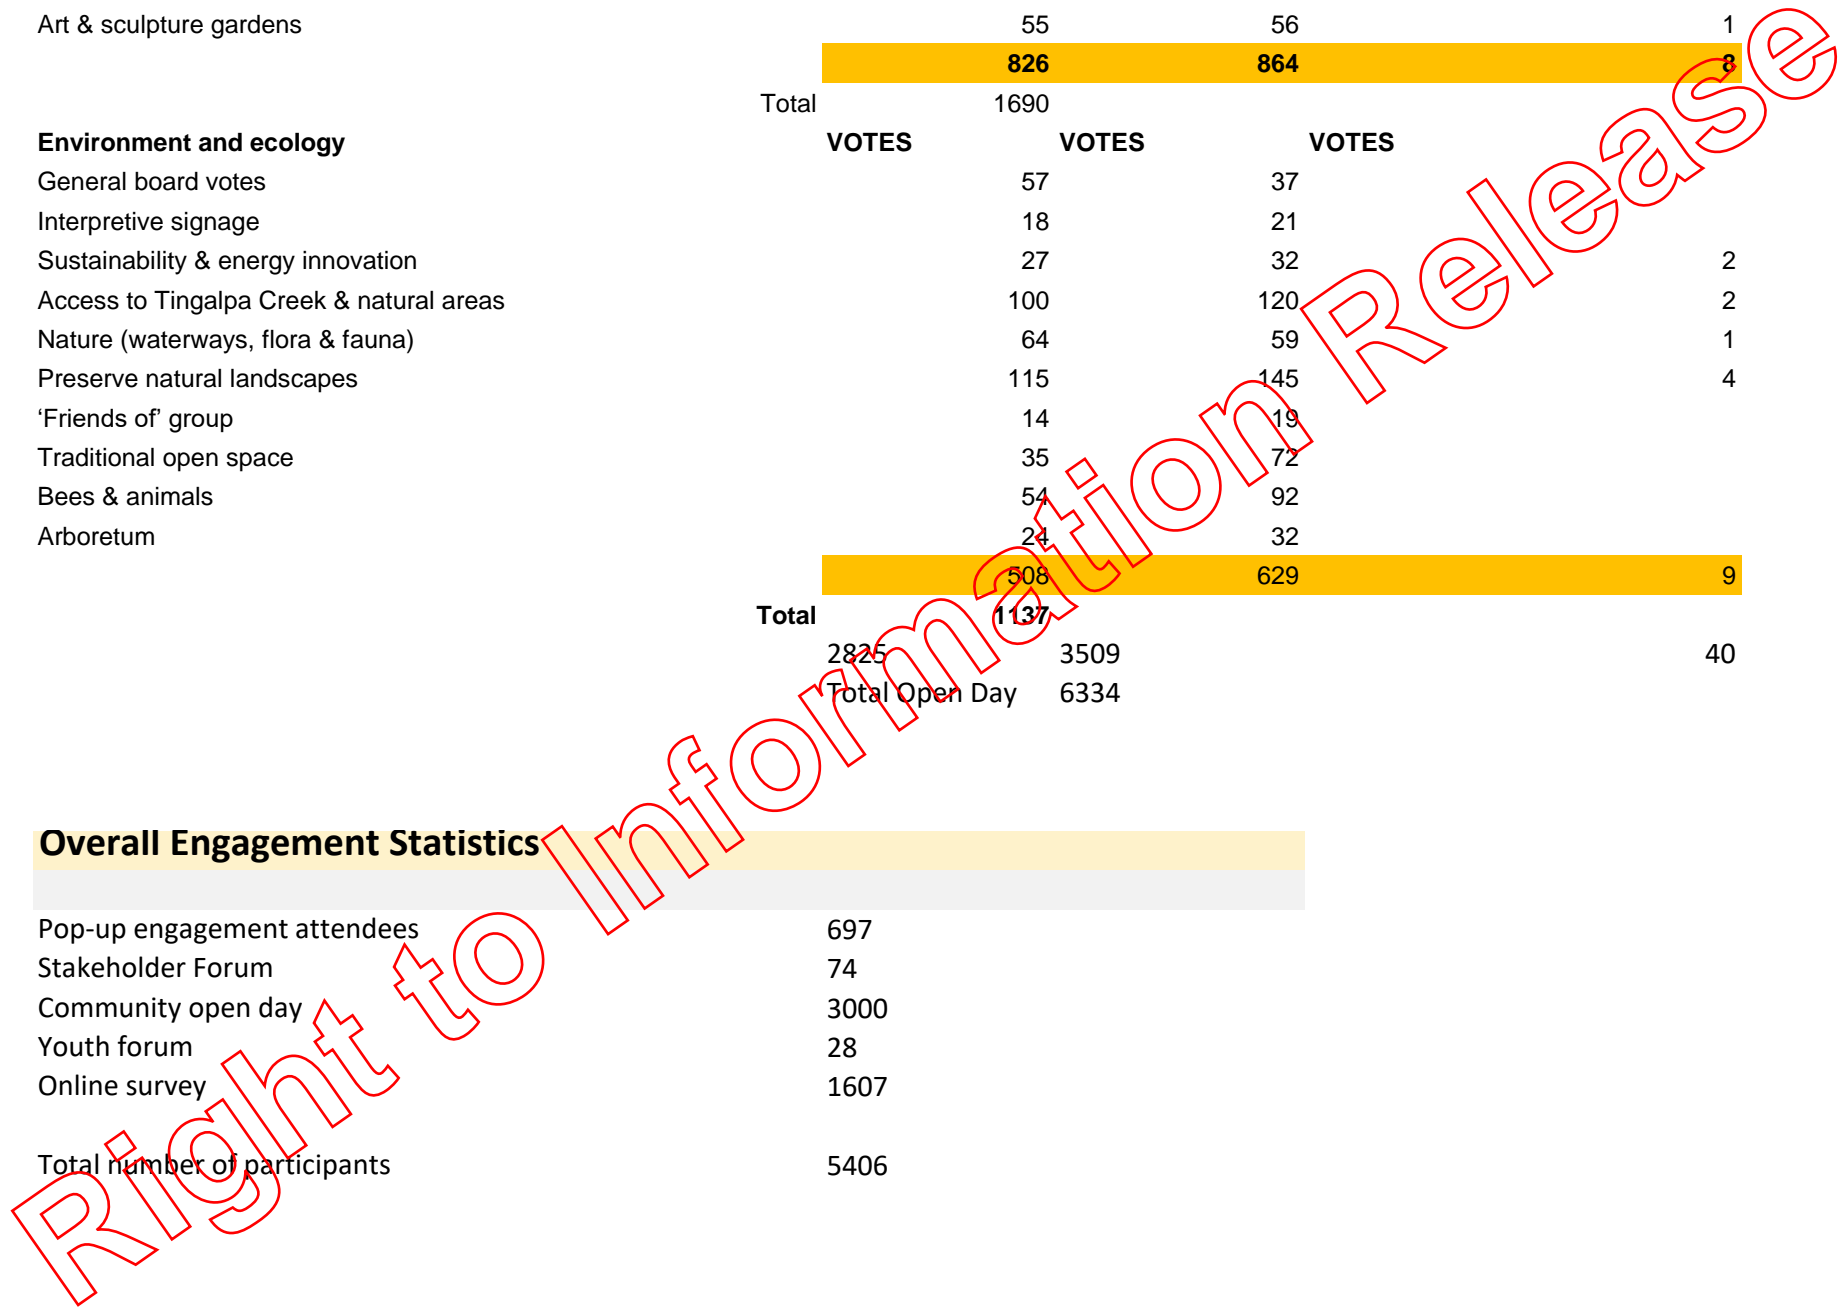 Art & sculpture gardens 55 56 1
826 864 8
Total 1690
Environment and ecology VOTES VOTES VOTES
General board votes 57 37
Interpretive signage 18 21
Sustainability & energy innovation 27 32 2
Access to Tingalpa Creek & natural areas 100 120 2
Nature (waterways, flora & fauna) 64 59 1
Preserve natural landscapes 115 145 4
‘Friends of’ group 14 19
Traditional open space 35 72
Bees & animals 54 92
Arboretum 24 32
508 629 9
Total 1137
2825 3509 40
Total Open Day 6334
Overall Engagement Statistics
Pop-up engagement attendees 697
Stakeholder Forum 74
Community open day 3000
Youth forum 28
Online survey 1607
Total number of participants 5406
Right to Information Release